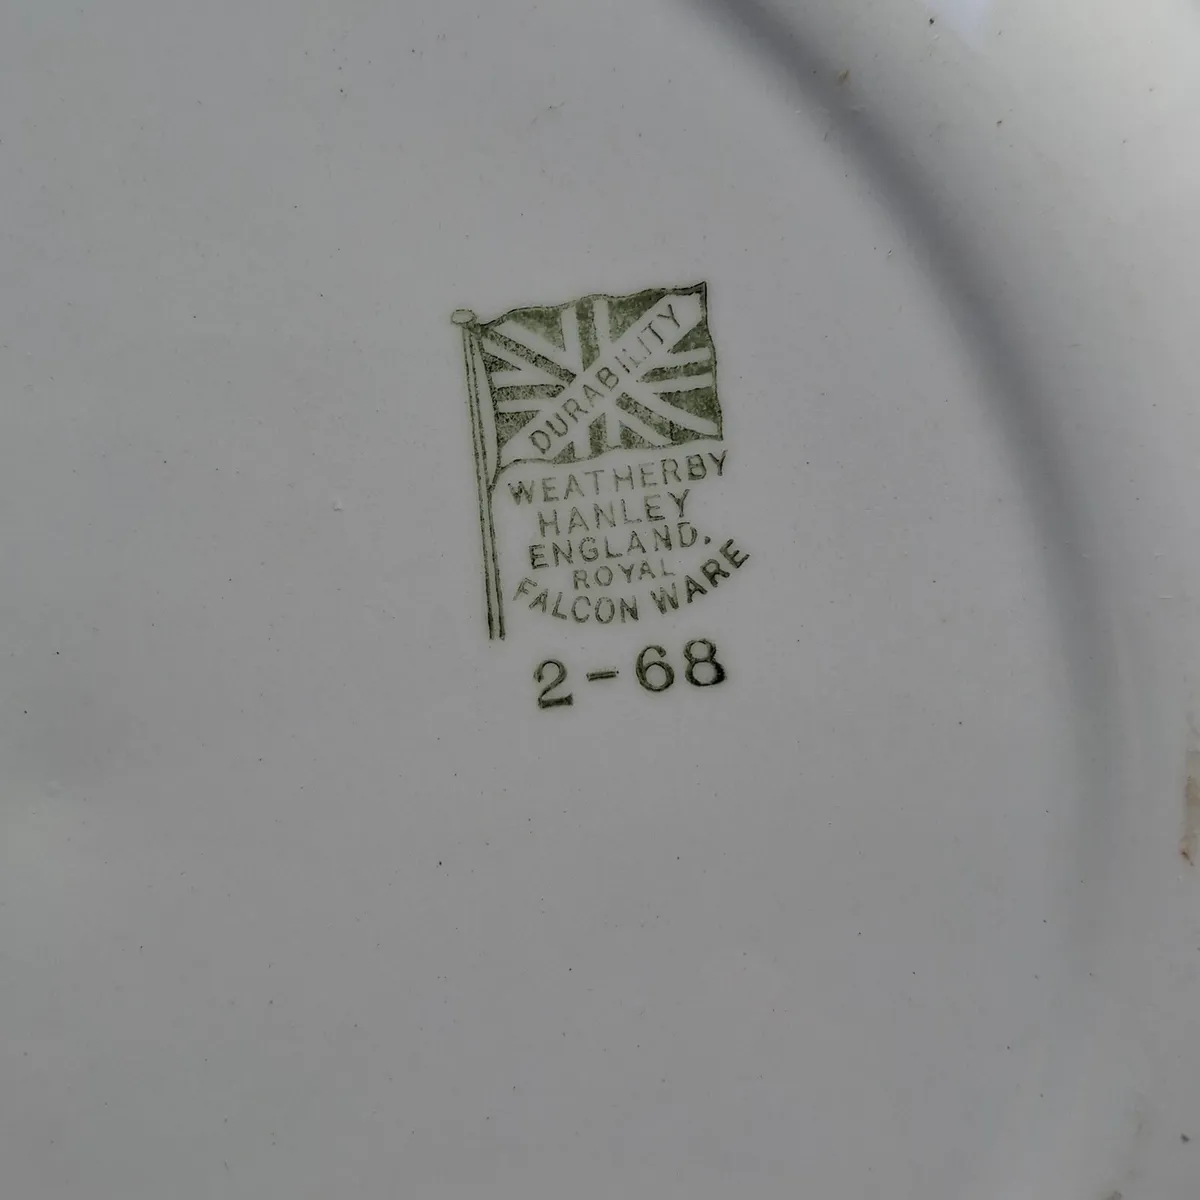 DURABILITY
WEATHERBY
HANLEY
ENGLAND.
ROYAL
FALCON WARE
2-68